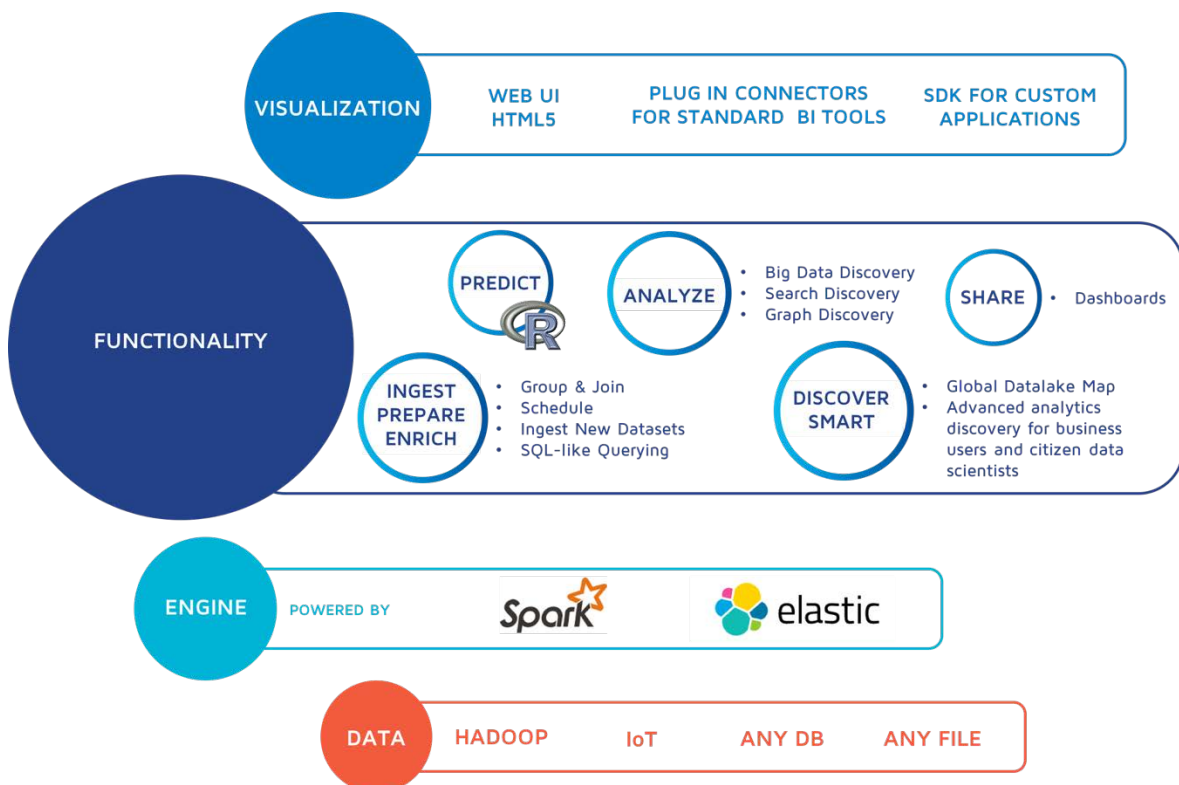 VISUALIZATION
WEB UI
HTML5
PLUG IN CONNECTORS
FOR STANDARD BI TOOLS
SDK FOR CUSTOM
APPLICATIONS
FUNCTIONALITY
PREDICT
R
ANALYZE
• Big Data Discovery
• Search Discovery
• Graph Discovery
SHARE
• Dashboards
INGEST
PREPARE
ENRICH
• Group & Join
• Schedule
• Ingest New Datasets
• SQL-like Querying
DISCOVER
SMART
• Global Datalake Map
• Advanced analytics
discovery for business
users and citizen data
scientists
ENGINE
POWERED BY
Spark
elastic
DATA
HADOOP
IoT
ANY DB
ANY FILE